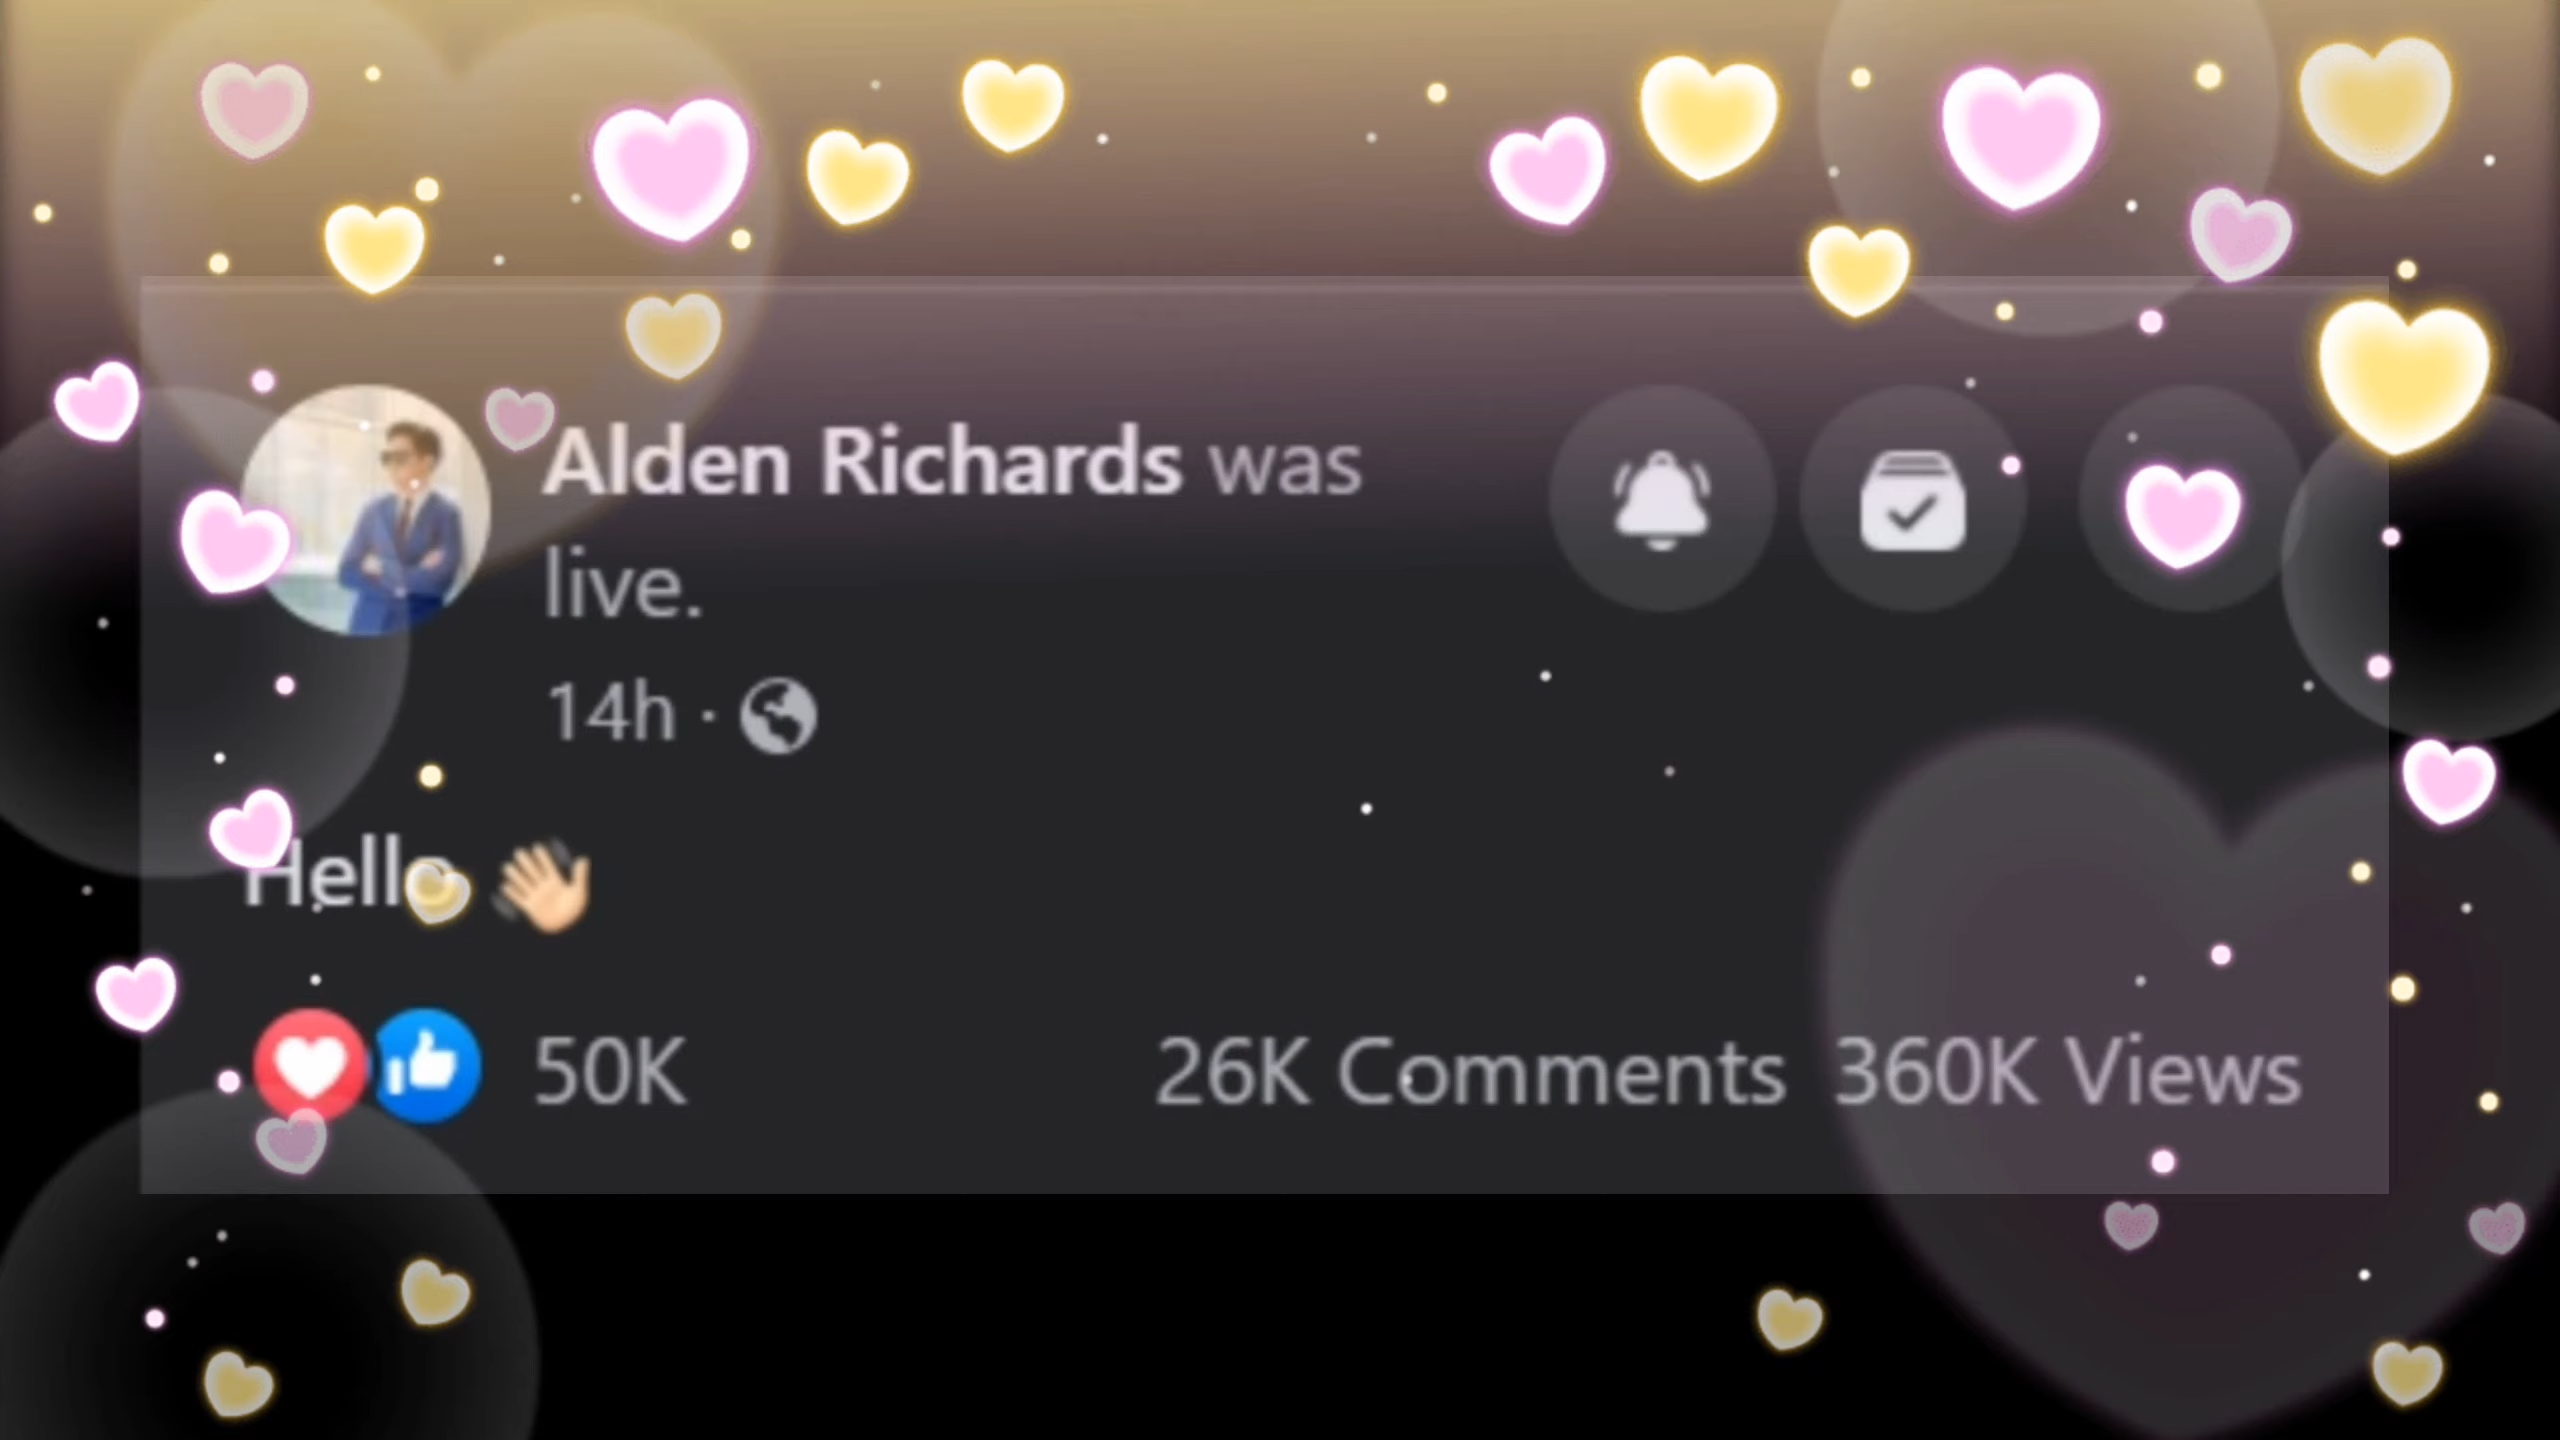 Alden Richards was
live.
14h ·
Hello 👋🏼
50K 26K Comments 360K Views